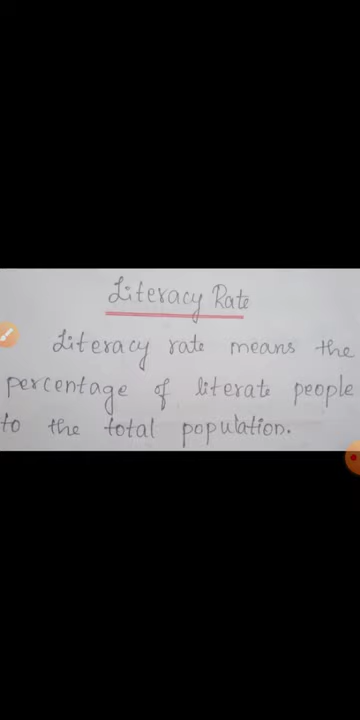 Literacy Rate
Literacy rate means the
percentage of literate people
to the total population.